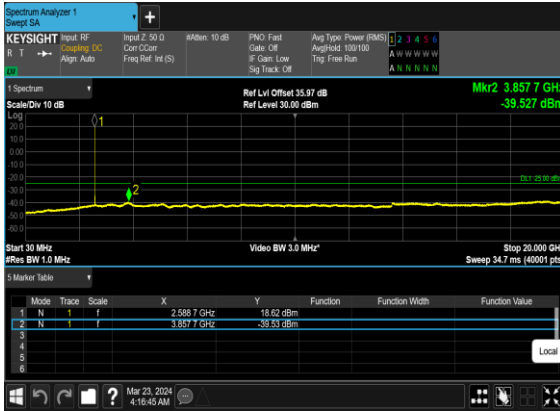 Spectrum Analyzer 1
Swept SA
+
KEYSIGHT
R T
LV
Input: RF
Coupling: DC
Align: Auto
Input Z: 50 Ω
Corr CCorr
Freq Ref: Int (S)
#Atten: 10 dB
PNO: Fast
Gate: Off
IF Gain: Low
Sig Track: Off
Avg Type: Power (RMS)
Avg|Hold: 100/100
Trig: Free Run
1 2 3 4 5 6
A W W W W W
A N N N N N
1 Spectrum
Scale/Div 10 dB
Ref Lvl Offset 35.97 dB
Ref Level 30.00 dBm
Mkr2 3.857 7 GHz
-39.527 dBm
Log
20.0
10.0
0.00
-10.0
-20.0
-30.0
-40.0
-50.0
-60.0
1
2
DL1 -25.00 dBm
Start 30 MHz
#Res BW 1.0 MHz
Video BW 3.0 MHz*
Stop 20.000 GHz
Sweep 34.7 ms (40001 pts)
5 Marker Table
Mode Trace Scale X Y Function Function Width Function Value
1 N 1 f 2.588 7 GHz 18.62 dBm
2 N 1 f 3.857 7 GHz -39.53 dBm
3
4
5
6
Local
?
Mar 23, 2024
4:16:45 AM